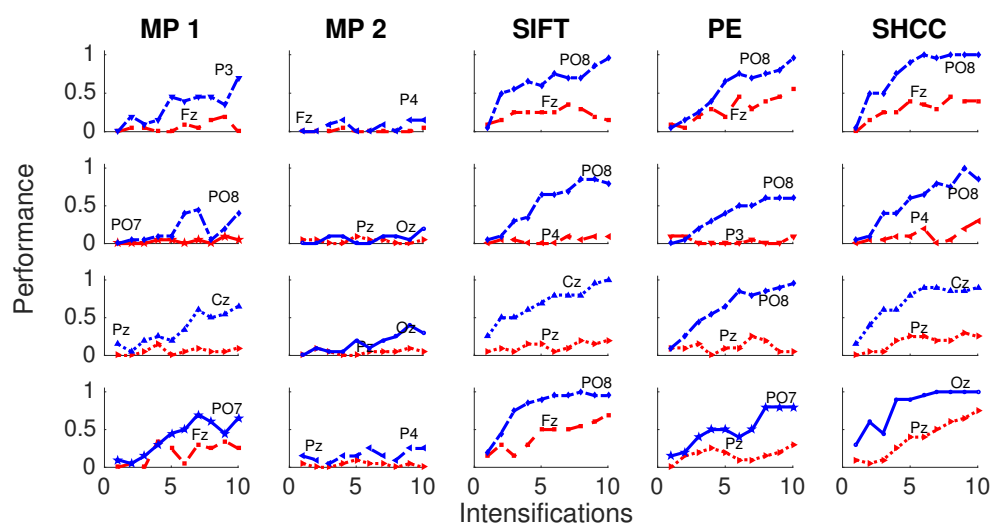 MP 1 MP 2 SIFT PE SHCC
1 P3 PO8 PO8 PO8
0.5 Fz Fz P4 Fz Fz Fz
0
1 PO8 PO8
0.5 PO7 PO8 Pz Oz P4 P3 P4 PO8
0
1 Cz Cz
0.5 Pz Cz Oz Pz Pz PO8 Pz
0 Pz
1 PO7 PO8 PO7 Oz
0.5 Fz Pz P4 Fz Pz Pz
0
0 5 10 0 5 10 0 5 10 0 5 10 0 5 10
Performance
Intensifications